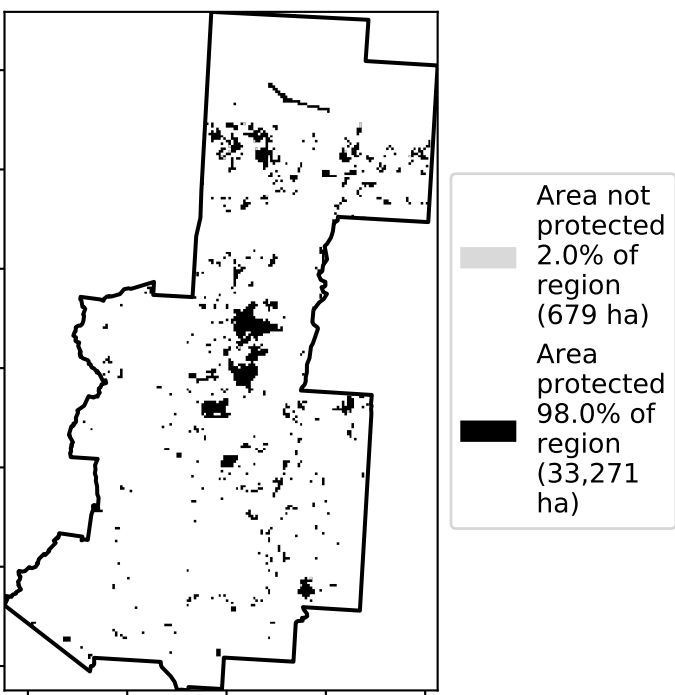 Area not
protected
2.0% of
region
(679 ha)
Area
protected
98.0% of
region
(33,271
ha)